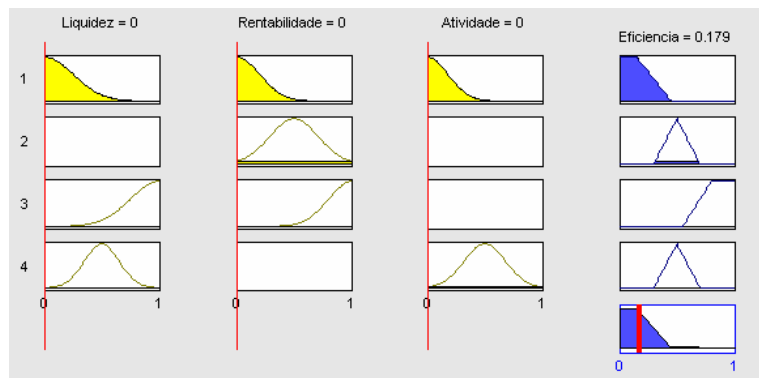 Liquidez = 0
Rentabilidade = 0
Atividade = 0
Eficiencia = 0.179
1
2
3
4
0 1
0 1
0 1
0 1